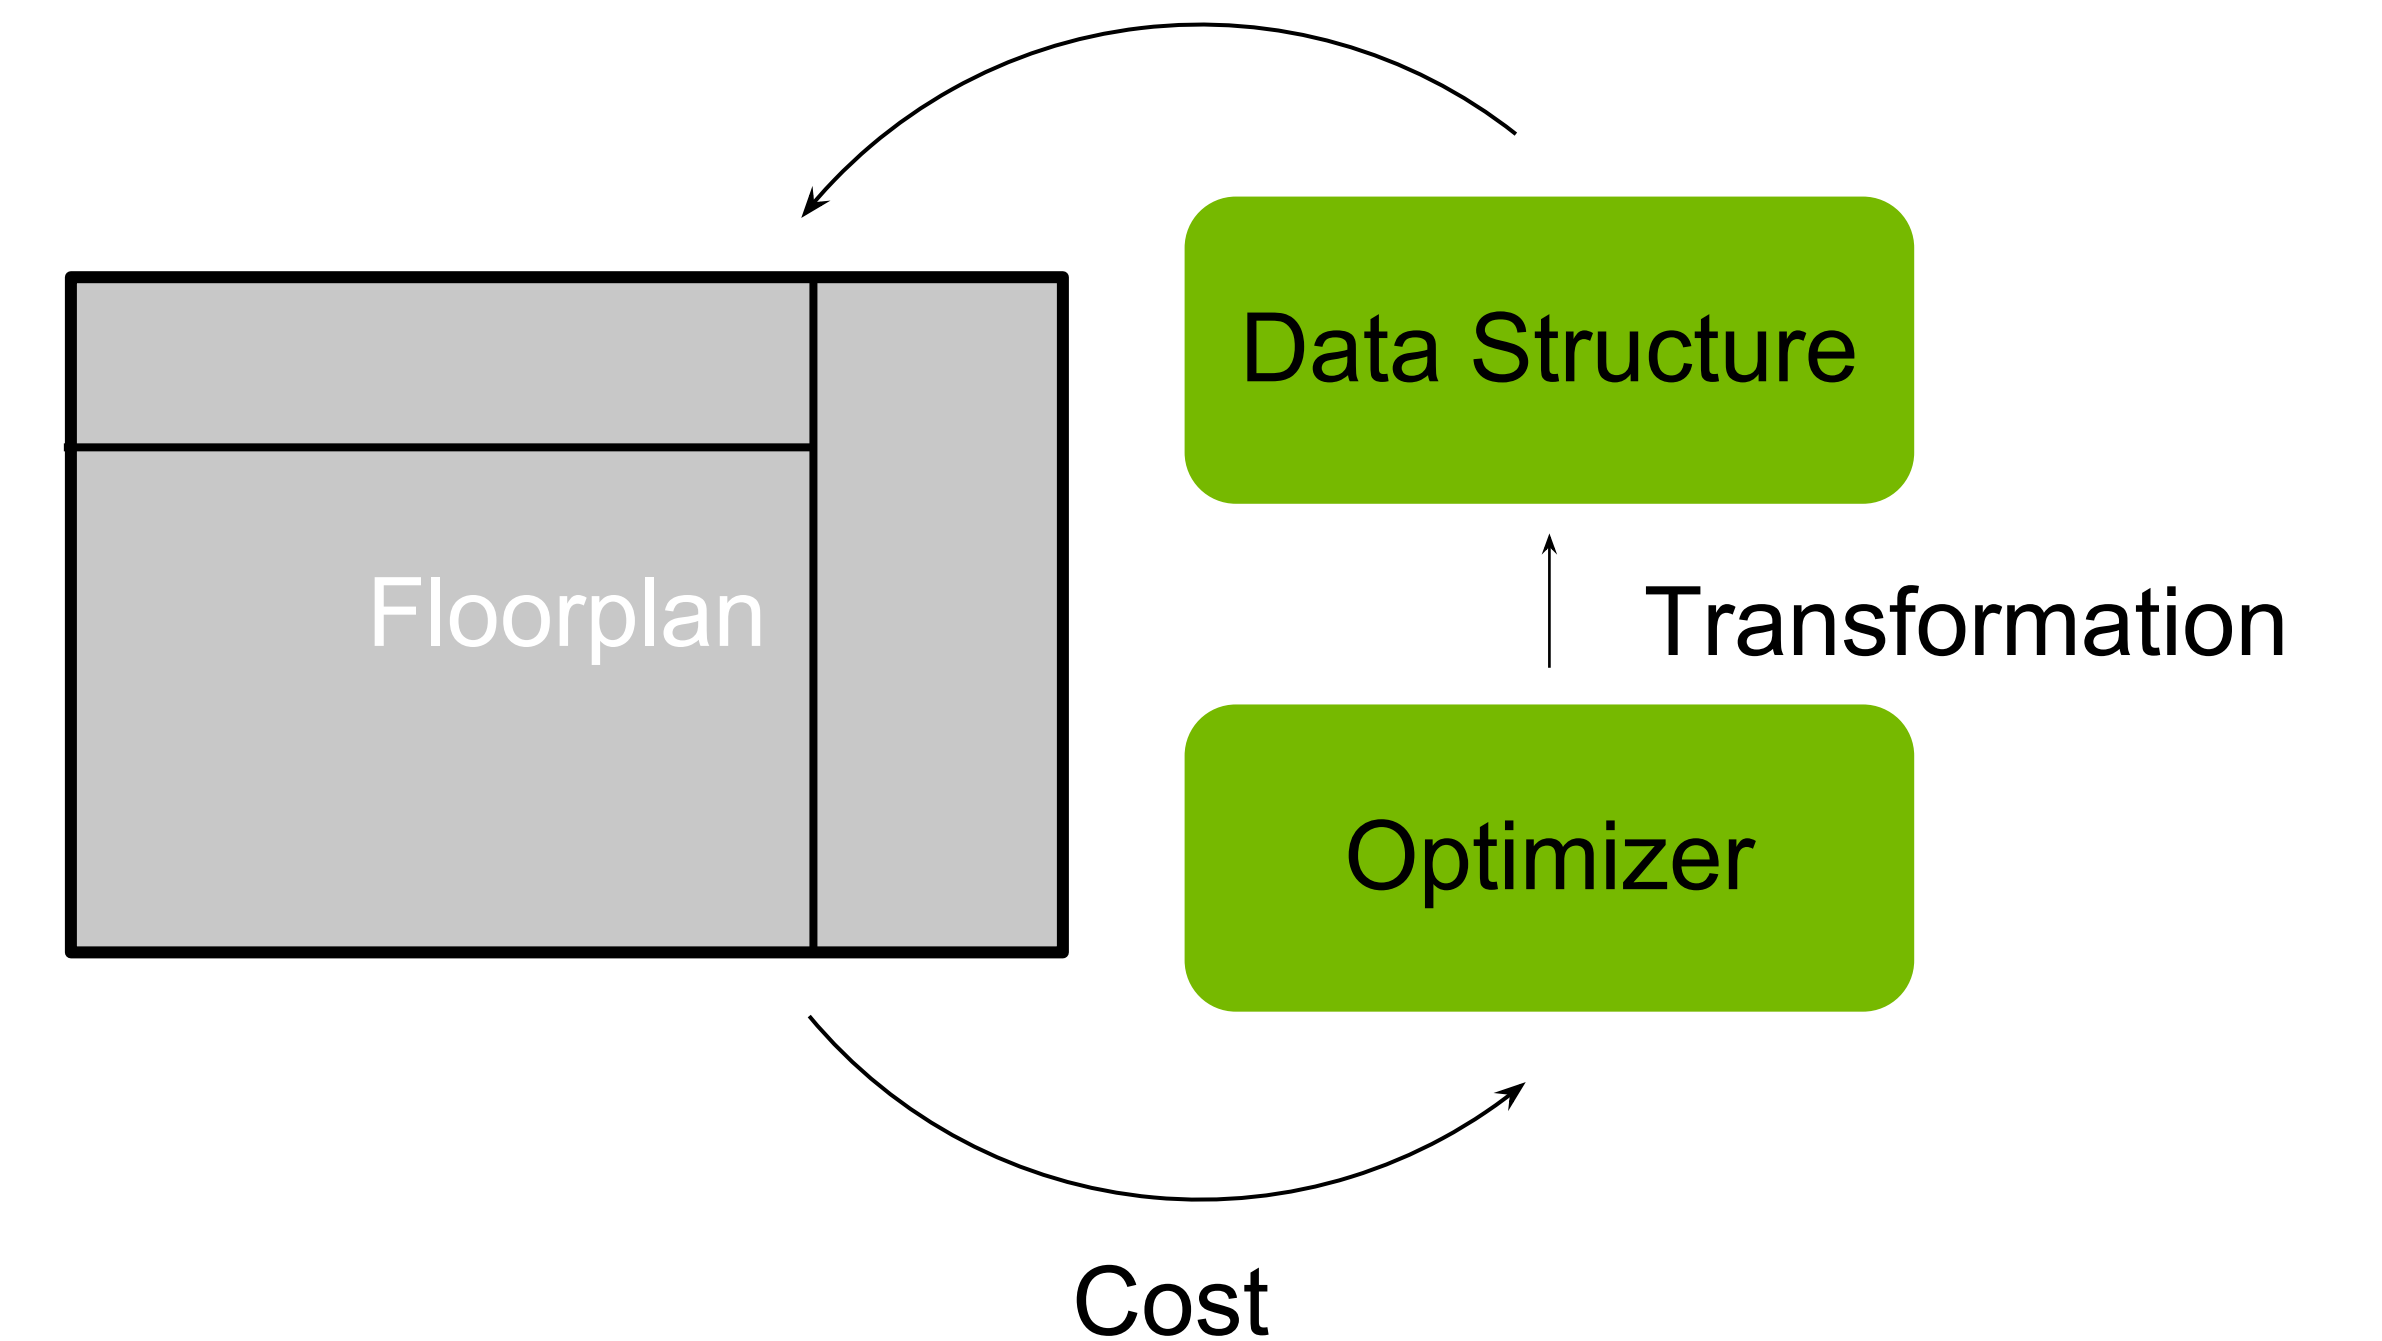 Data Structure
Floorplan
Transformation
Optimizer
Cost